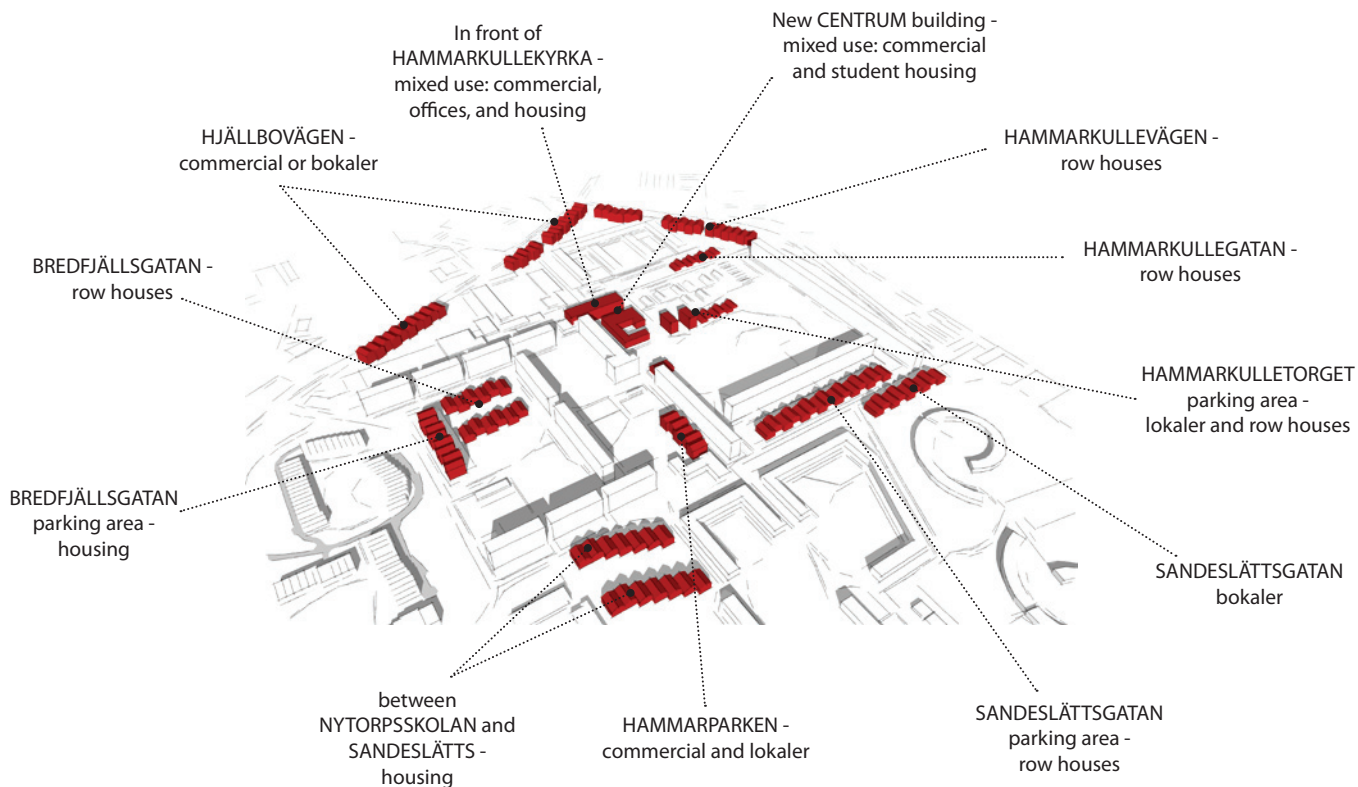 In front of
HAMMARKULLEKYRKA -
mixed use: commercial,
offices, and housing
New CENTRUM building -
mixed use: commercial
and student housing
HJÄLLBOVÄGEN -
commercial or bokaler
HAMMARKULLEVÄGEN -
row houses
BREDFJÄLLSGATAN -
row houses
HAMMARKULLEGATAN -
row houses
HAMMARKULLETORGET
parking area -
lokaler and row houses
BREDFJÄLLSGATAN
parking area -
housing
SANDESLÄTTSGATAN
bokaler
between
NYTORPSSKOLAN and
SANDESLÄTTS -
housing
HAMMARPARKEN -
commercial and lokaler
SANDESLÄTTSGATAN
parking area -
row houses